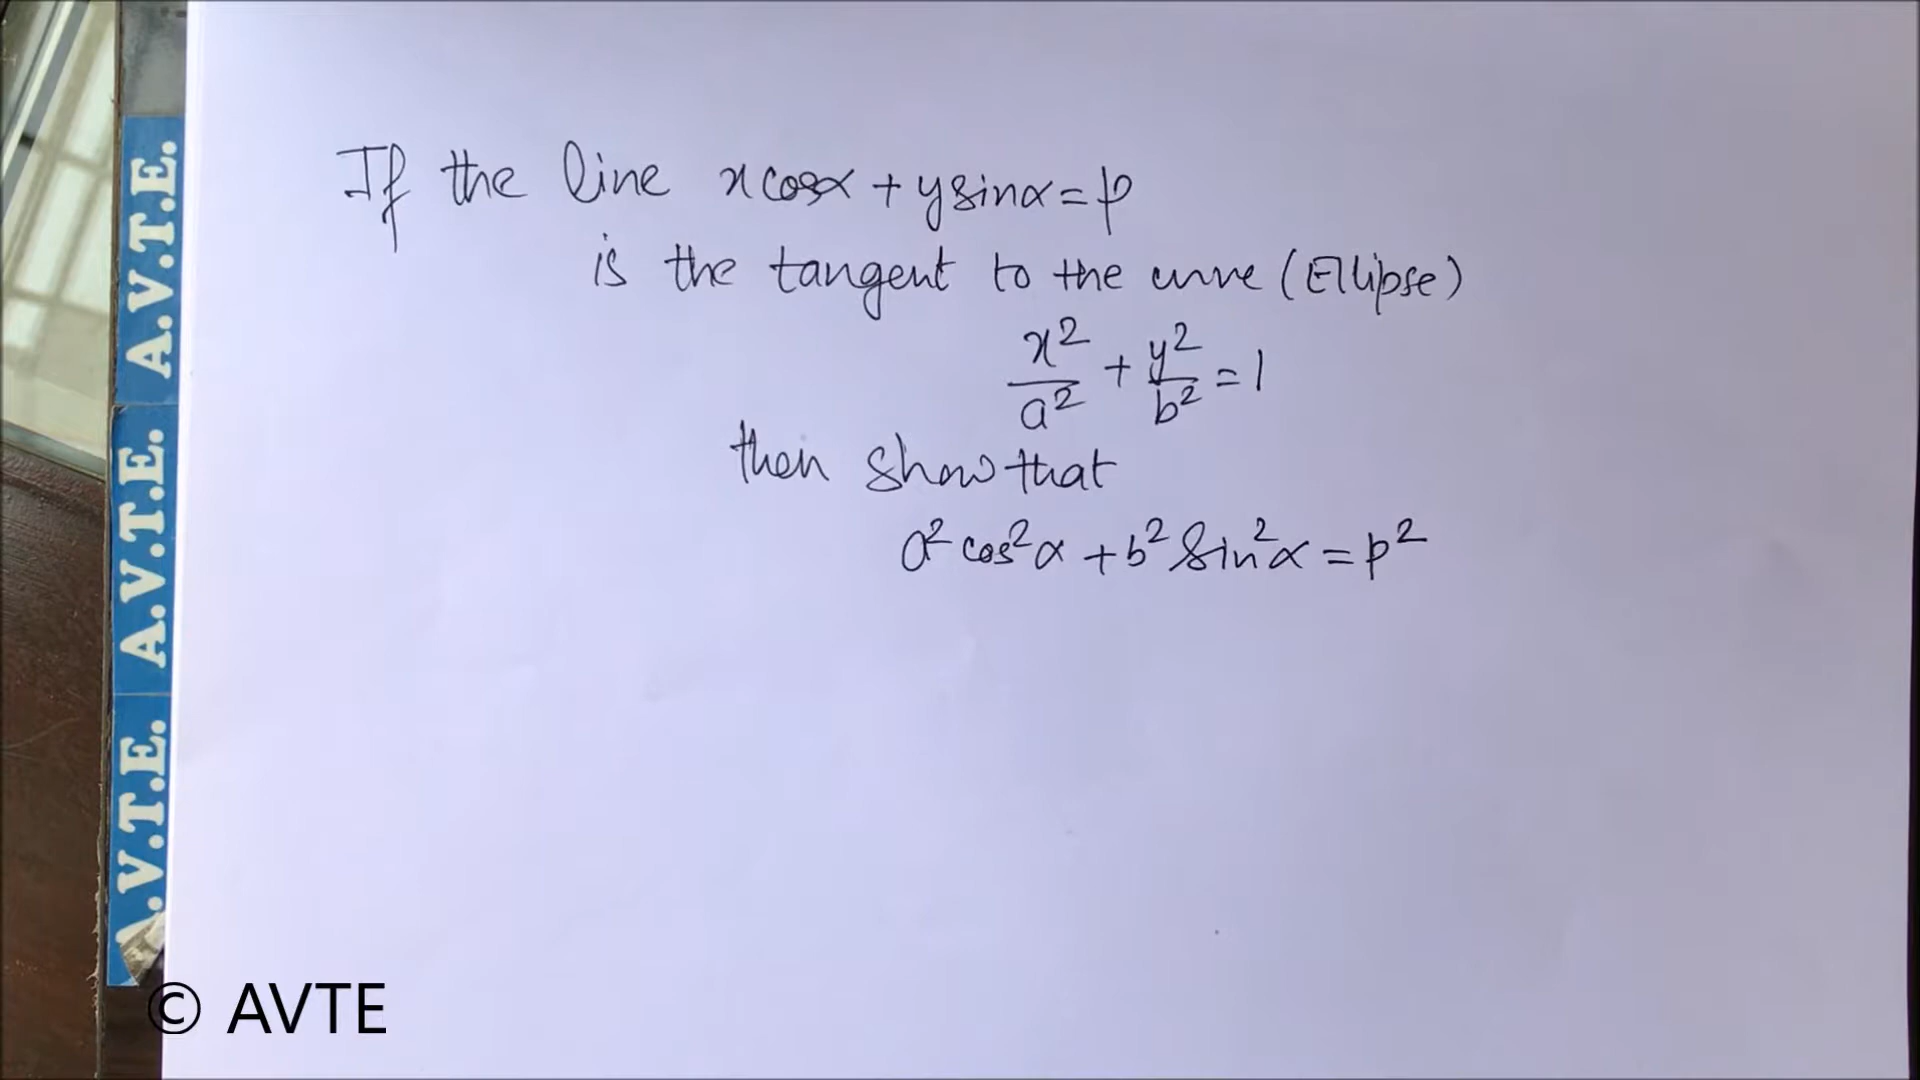 If the line x cosα + y sinα = p
is the tangent to the curve (Ellipse)
x²/a² + y²/b² = 1
then show that
a² cos²α + b² sin²α = p²
A.V.T.E.
A.V.T.E.
A.V.T.E.
© AVTE